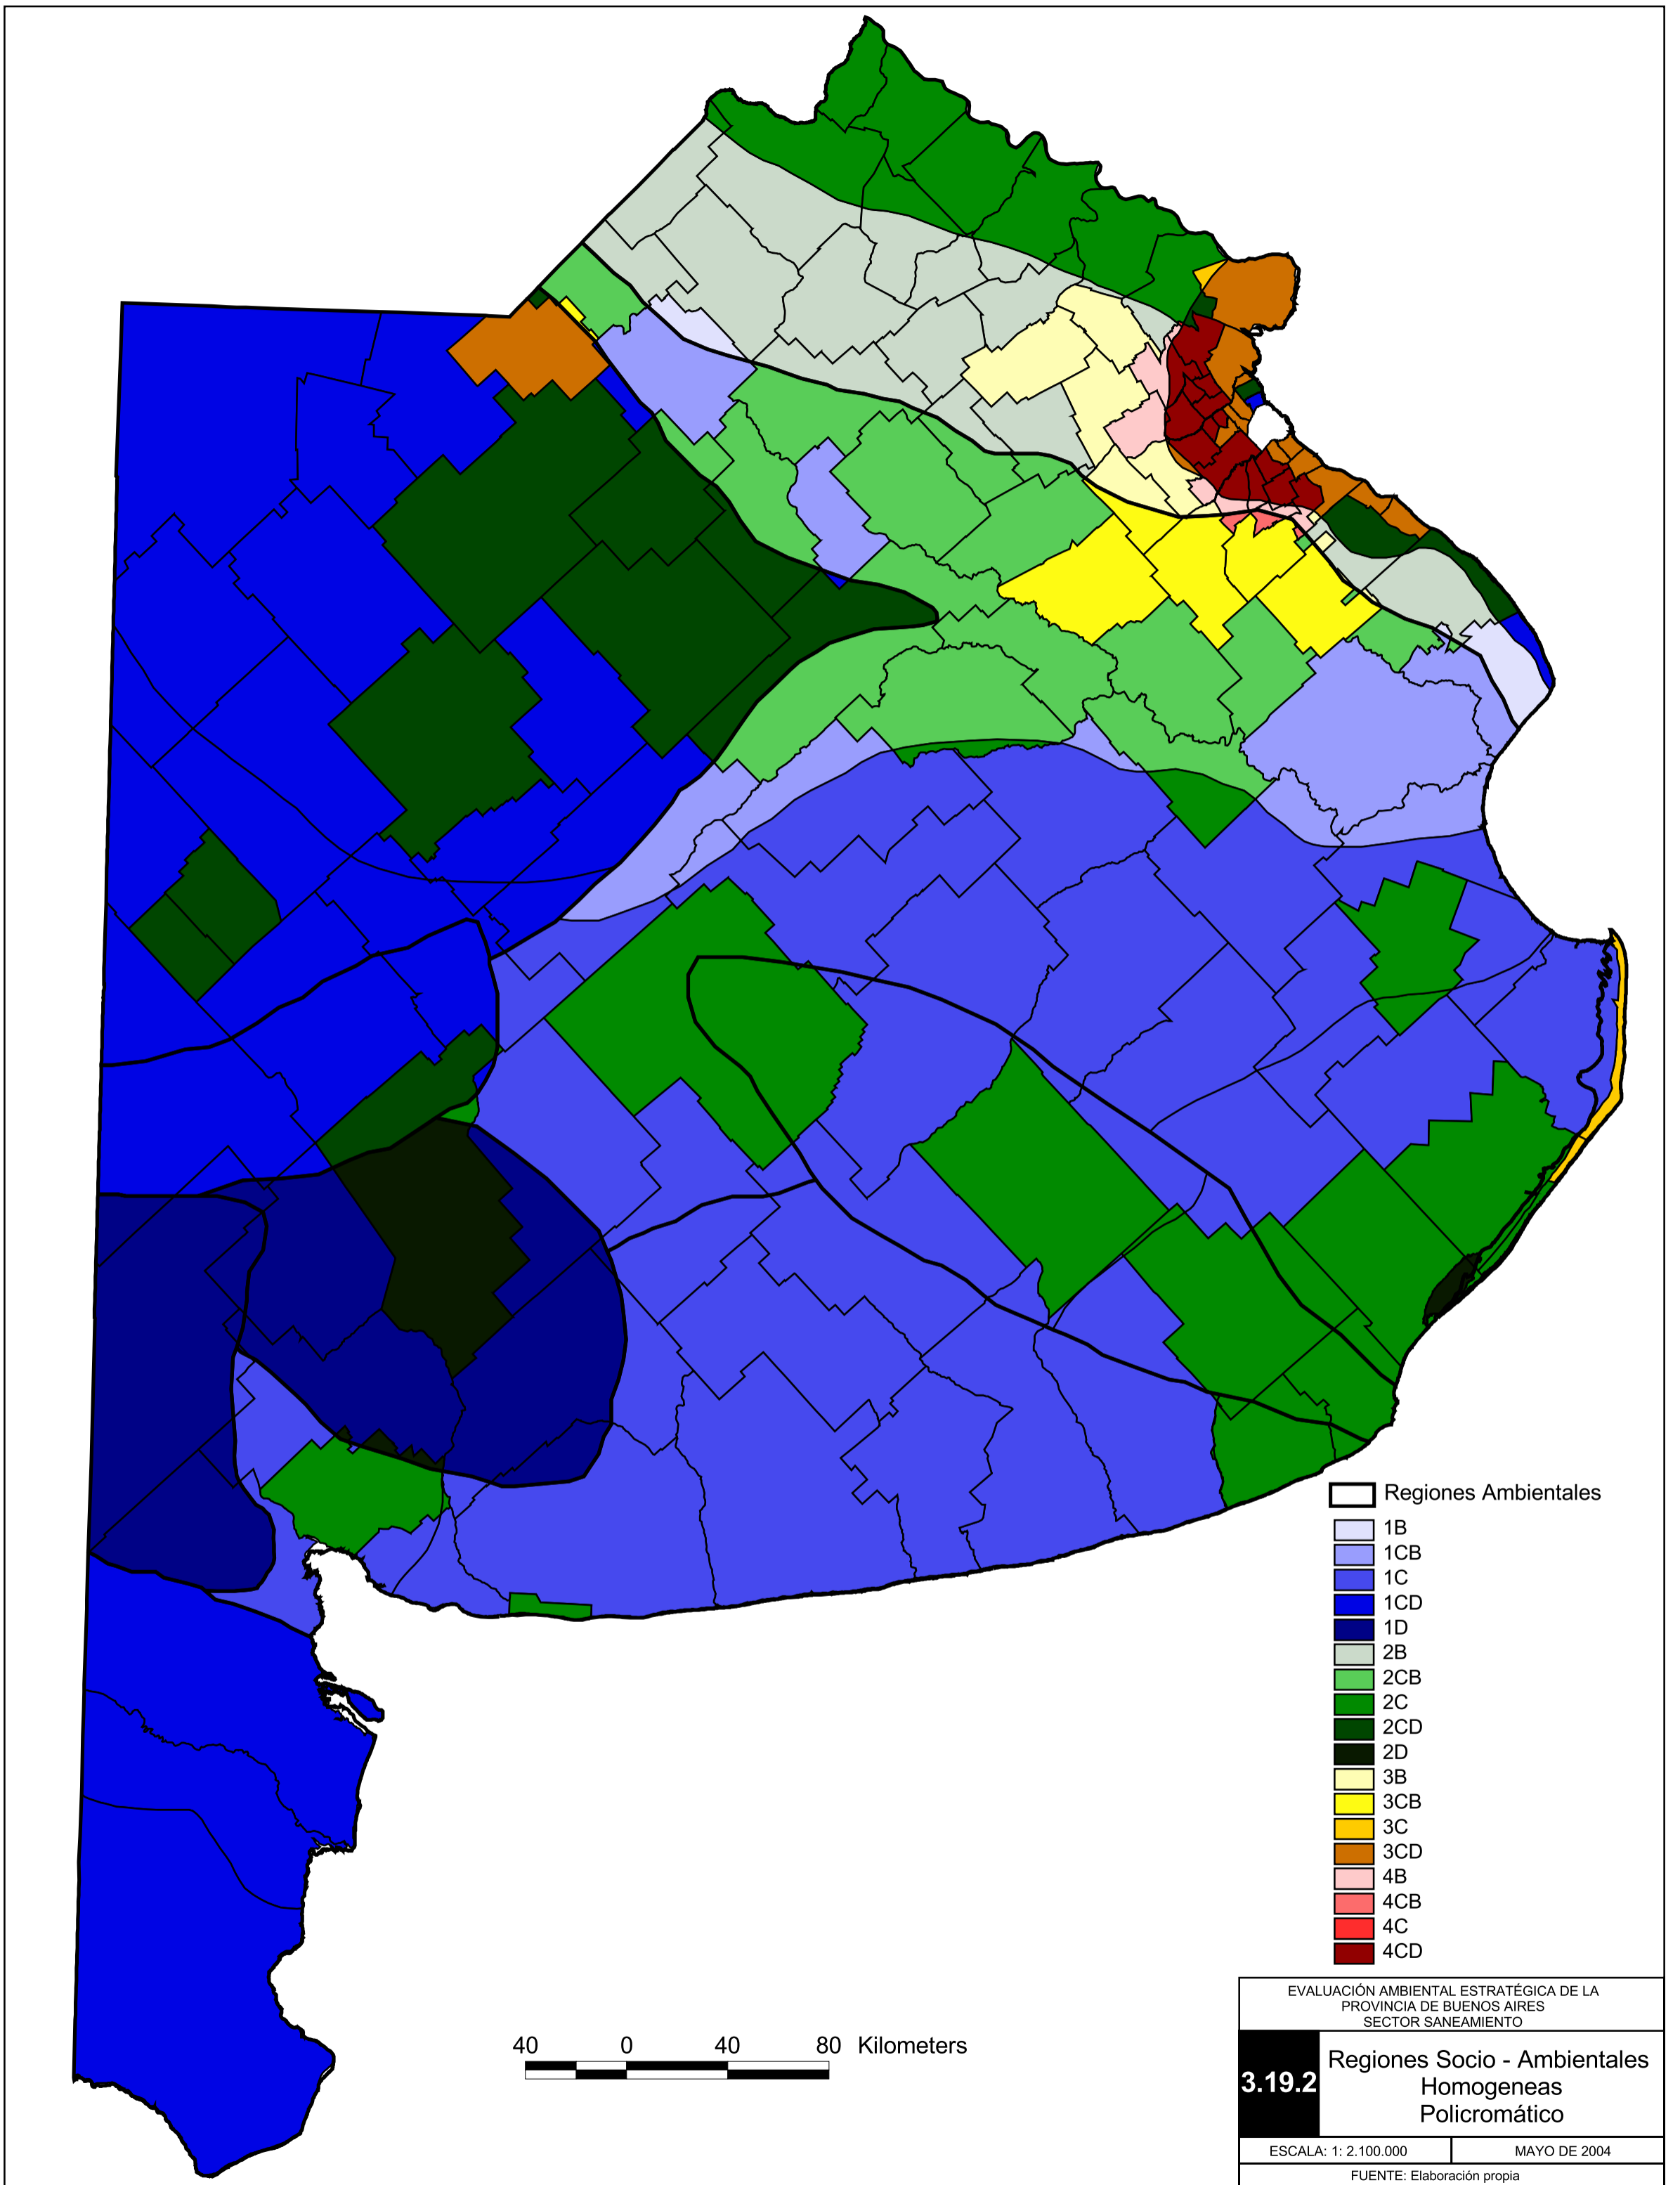 Regiones Ambientales
1B
1CB
1C
1CD
1D
2B
2CB
2C
2CD
2D
3B
3CB
3C
3CD
4B
4CB
4C
4CD
40 0 40 80 Kilometers
EVALUACIÓN AMBIENTAL ESTRATÉGICA DE LA
PROVINCIA DE BUENOS AIRES
SECTOR SANEAMIENTO
3.19.2
Regiones Socio - Ambientales
Homogeneas
Policromático
ESCALA: 1: 2.100.000
MAYO DE 2004
FUENTE: Elaboración propia